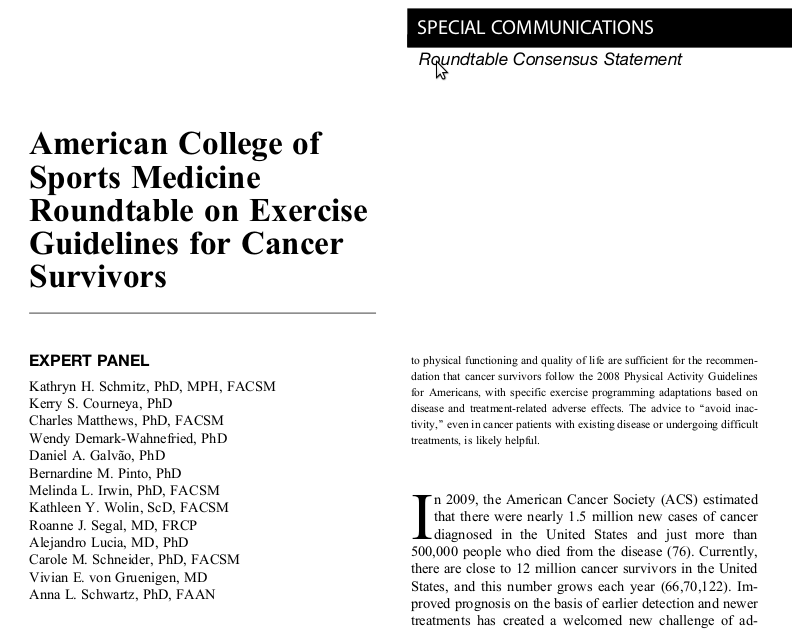 SPECIAL COMMUNICATIONS
Roundtable Consensus Statement
American College of
Sports Medicine
Roundtable on Exercise
Guidelines for Cancer
Survivors
EXPERT PANEL
Kathryn H. Schmitz, PhD, MPH, FACSM
Kerry S. Courneya, PhD
Charles Matthews, PhD, FACSM
Wendy Demark-Wahnefried, PhD
Daniel A. Galvão, PhD
Bernardine M. Pinto, PhD
Melinda L. Irwin, PhD, FACSM
Kathleen Y. Wolin, ScD, FACSM
Roanne J. Segal, MD, FRCP
Alejandro Lucia, MD, PhD
Carole M. Schneider, PhD, FACSM
Vivian E. von Gruenigen, MD
Anna L. Schwartz, PhD, FAAN
to physical functioning and quality of life are sufficient for the recommen-
dation that cancer survivors follow the 2008 Physical Activity Guidelines
for Americans, with specific exercise programming adaptations based on
disease and treatment-related adverse effects. The advice to “avoid inac-
tivity,” even in cancer patients with existing disease or undergoing difficult
treatments, is likely helpful.
In 2009, the American Cancer Society (ACS) estimated
that there were nearly 1.5 million new cases of cancer
diagnosed in the United States and just more than
500,000 people who died from the disease (76). Currently,
there are close to 12 million cancer survivors in the United
States, and this number grows each year (66,70,122). Im-
proved prognosis on the basis of earlier detection and newer
treatments has created a welcomed new challenge of ad-